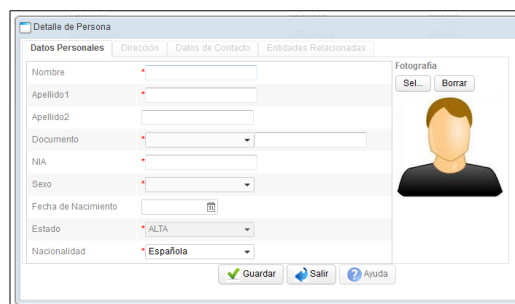 Detalle de Persona
Datos Personales Dirección Datos de Contacto Entidades Relacionadas
Fotografía
Sel... Borrar
Nombre *
Apellido1 *
Apellido2
Documento *
NIA *
Sexo *
Fecha de Nacimiento
Estado * ALTA
Nacionalidad * Española
Guardar Salir ? Ayuda